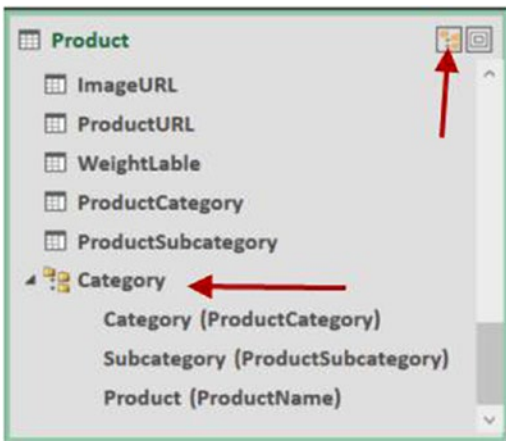 Product
ImageURL
ProductURL
WeightLable
ProductCategory
ProductSubcategory
Category
Category (ProductCategory)
Subcategory (ProductSubcategory)
Product (ProductName)